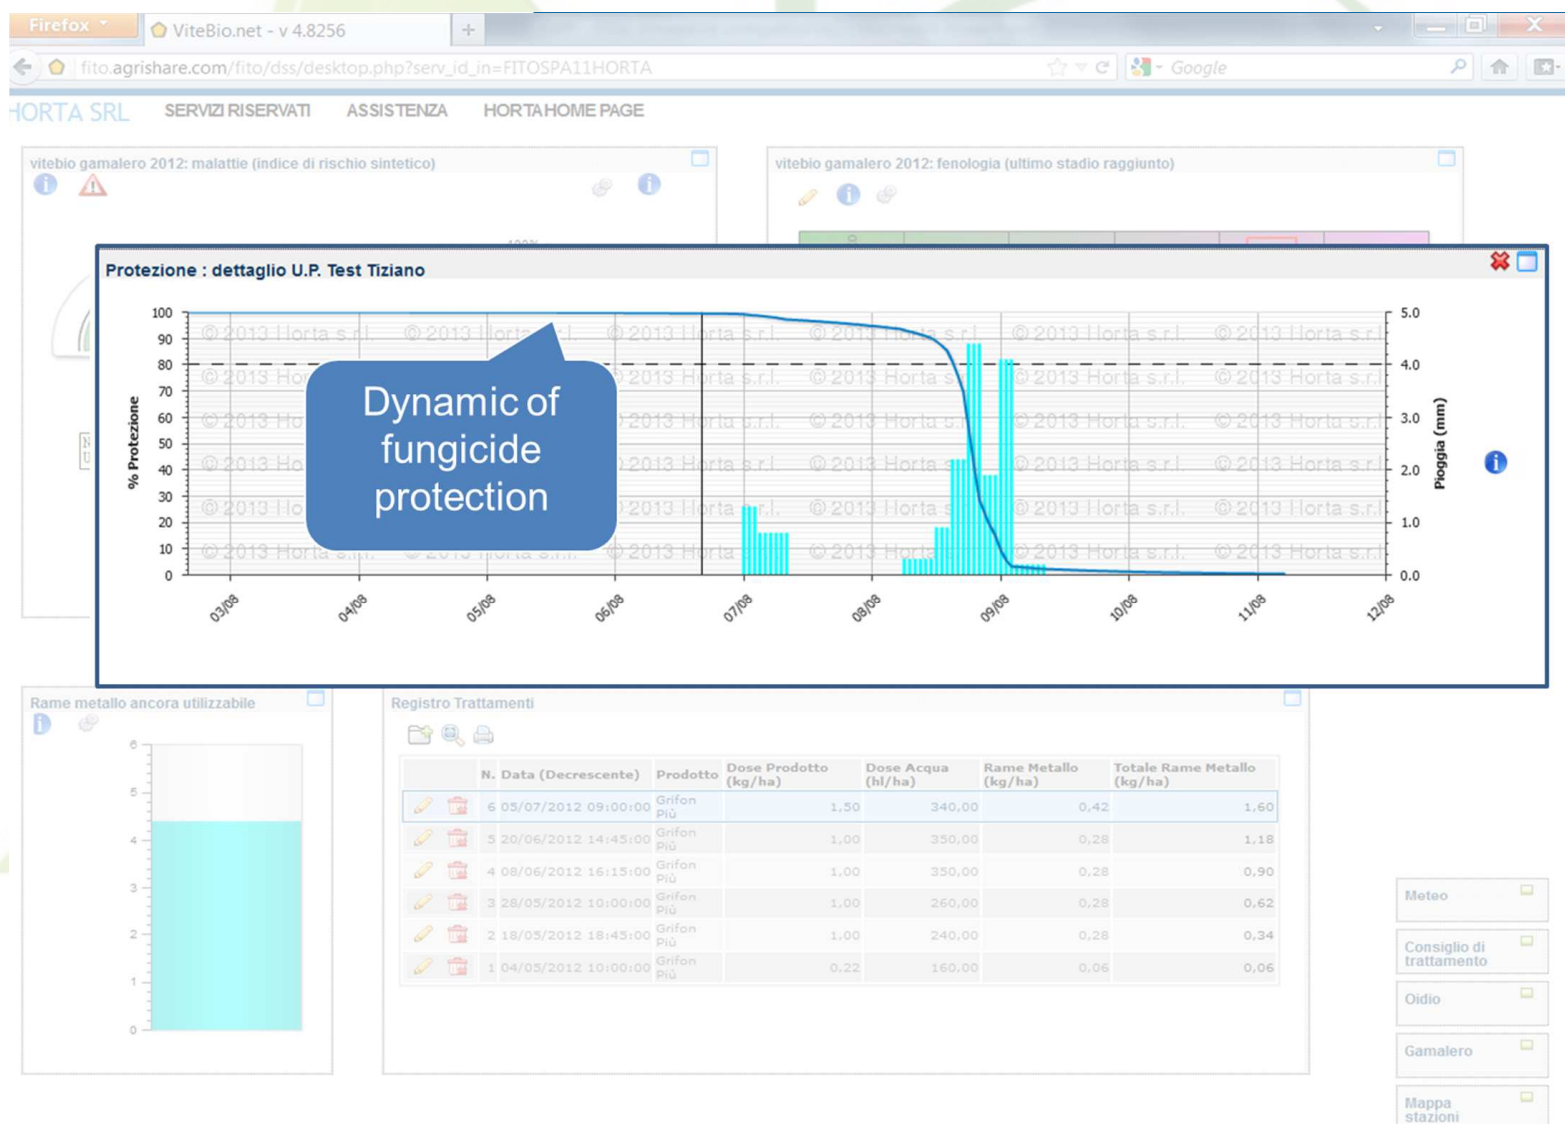 Firefox
ViteBio.net - v 4.8256
fito.agrishare.com/fito/dss/desktop.php?serv_id_in=FITOSPA11HORTA
Google
HORTA SRL SERVIZI RISERVATI ASSISTENZA HORTA HOME PAGE
vitebio gamalero 2012: malattie (indice di rischio sintetico)
vitebio gamalero 2012: fenologia (ultimo stadio raggiunto)
Protezione : dettaglio U.P. Test Tiziano
% Protezione
100
90
80
70
60
50
40
30
20
10
0
© 2013 Horta s.r.l.
Dynamic of
fungicide
protection
5.0
4.0
3.0
2.0
1.0
0.0
Pioggia (mm)
03/08 04/08 05/08 06/08 07/08 08/08 09/08 10/08 11/08 12/08
Rame metallo ancora utilizzabile
6
5
4
3
2
1
0
Registro Trattamenti
N. Data (Decrescente) Prodotto Dose Prodotto (kg/ha) Dose Acqua (hl/ha) Rame Metallo (kg/ha) Totale Rame Metallo (kg/ha)
6 05/07/2012 09:00:00 Grifon Più 1,50 340,00 0,42 1,60
5 20/06/2012 14:45:00 Grifon Più 1,00 350,00 0,28 1,18
4 08/06/2012 16:15:00 Grifon Più 1,00 350,00 0,28 0,90
3 28/05/2012 10:00:00 Grifon Più 1,00 260,00 0,28 0,62
2 18/05/2012 18:45:00 Grifon Più 1,00 240,00 0,28 0,34
1 04/05/2012 10:00:00 Grifon Più 0,22 160,00 0,06 0,06
Meteo
Consiglio di
trattamento
Oidio
Gamalero
Mappa
stazioni